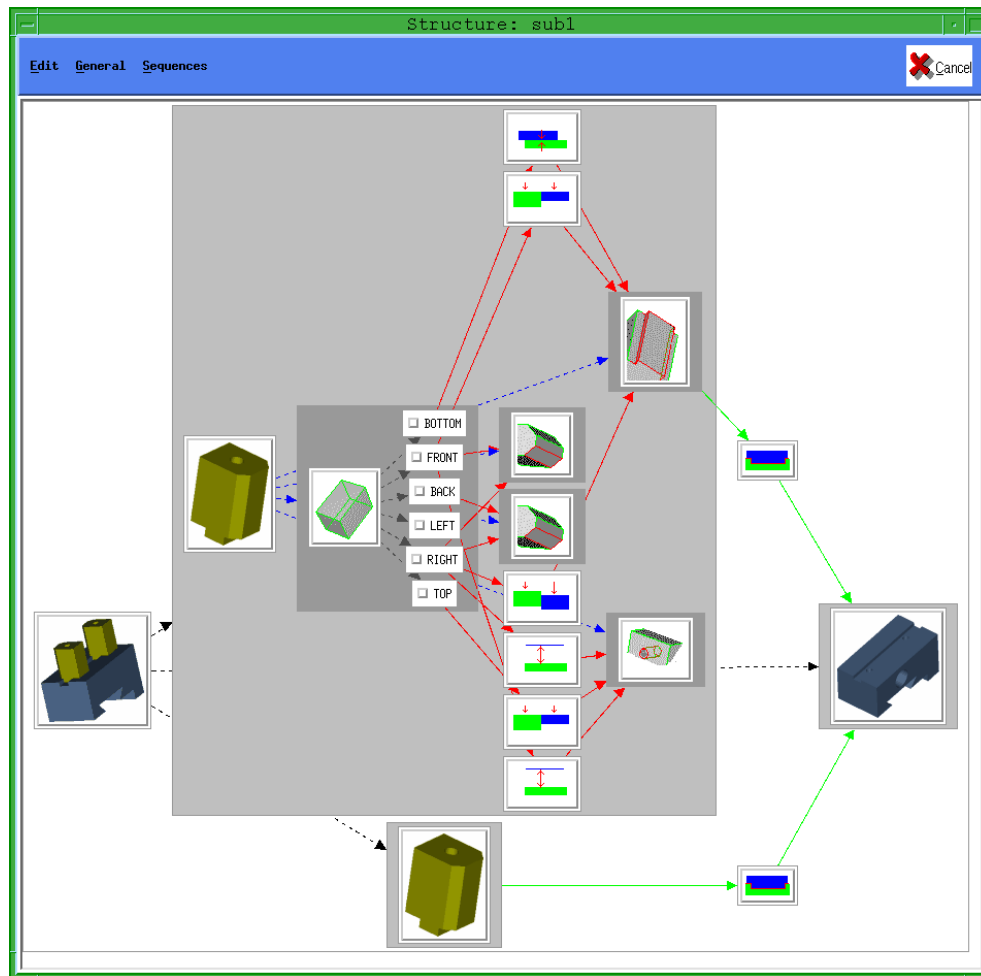 Structure: sub1
Edit General Sequences
Cancel
BOTTOM
FRONT
BACK
LEFT
RIGHT
TOP